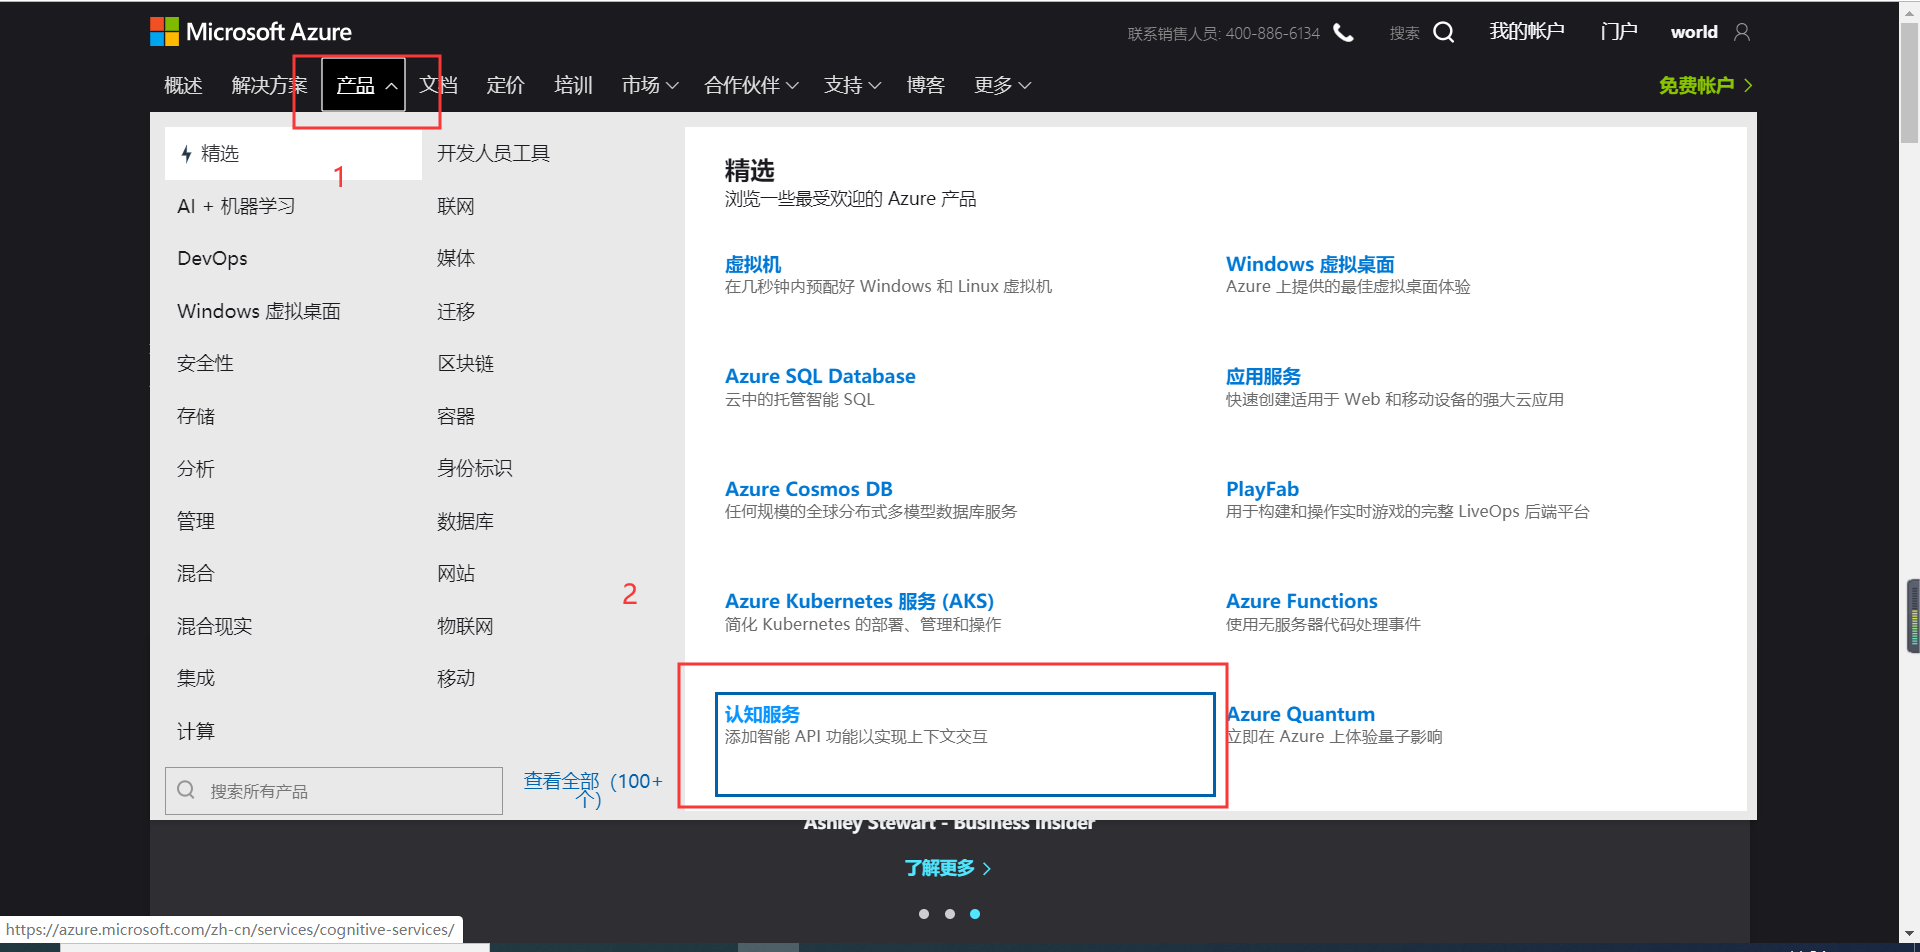 Microsoft Azure
联系销售人员: 400-886-6134
搜索
我的帐户
门户
world
概述
解决方案
产品
文档
定价
培训
市场
合作伙伴
支持
博客
更多
免费帐户
1
精选
AI + 机器学习
DevOps
Windows 虚拟桌面
安全性
存储
分析
管理
混合
混合现实
集成
计算
开发人员工具
联网
媒体
迁移
区块链
容器
身份标识
数据库
网站
物联网
移动
搜索所有产品
查看全部（100+
个）
2
精选
浏览一些最受欢迎的 Azure 产品
虚拟机
在几秒钟内预配好 Windows 和 Linux 虚拟机
Windows 虚拟桌面
Azure 上提供的最佳虚拟桌面体验
Azure SQL Database
云中的托管智能 SQL
应用服务
快速创建适用于 Web 和移动设备的强大云应用
Azure Cosmos DB
任何规模的全球分布式多模型数据库服务
PlayFab
用于构建和操作实时游戏的完整 LiveOps 后端平台
Azure Kubernetes 服务 (AKS)
简化 Kubernetes 的部署、管理和操作
Azure Functions
使用无服务器代码处理事件
认知服务
添加智能 API 功能以实现上下文交互
Azure Quantum
立即在 Azure 上体验量子影响
Ashley Stewart - Business Insider
了解更多
https://azure.microsoft.com/zh-cn/services/cognitive-services/